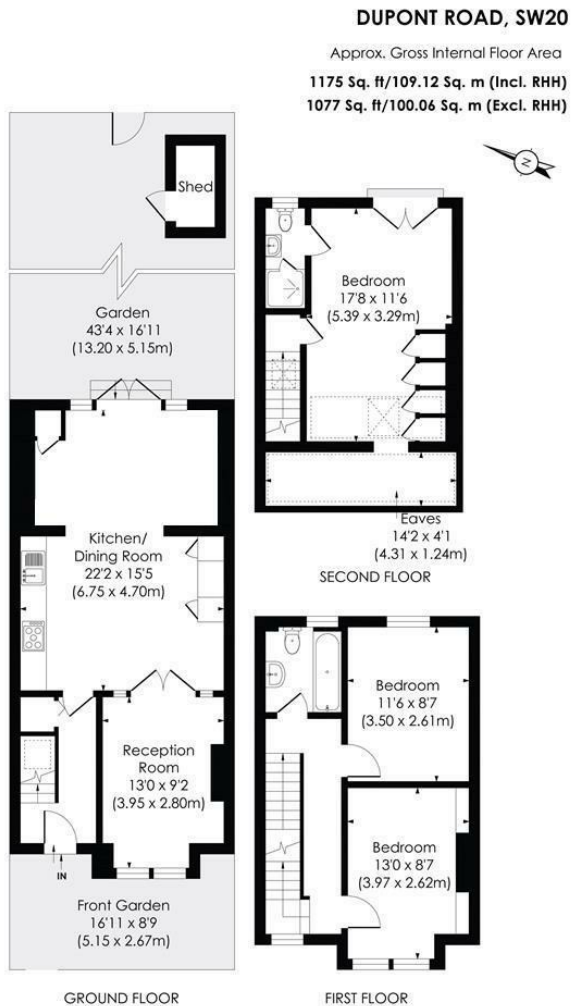 DUPONT ROAD, SW20
Approx. Gross Internal Floor Area
1175 Sq. ft/109.12 Sq. m (Incl. RHH)
1077 Sq. ft/100.06 Sq. m (Excl. RHH)
N
Shed
Garden
43'4 x 16'11
(13.20 x 5.15m)
Kitchen/
Dining Room
22'2 x 15'5
(6.75 x 4.70m)
Reception
Room
13'0 x 9'2
(3.95 x 2.80m)
IN
Front Garden
16'11 x 8'9
(5.15 x 2.67m)
GROUND FLOOR
Bedroom
17'8 x 11'6
(5.39 x 3.29m)
Eaves
14'2 x 4'1
(4.31 x 1.24m)
SECOND FLOOR
Bedroom
11'6 x 8'7
(3.50 x 2.61m)
Bedroom
13'0 x 8'7
(3.97 x 2.62m)
FIRST FLOOR